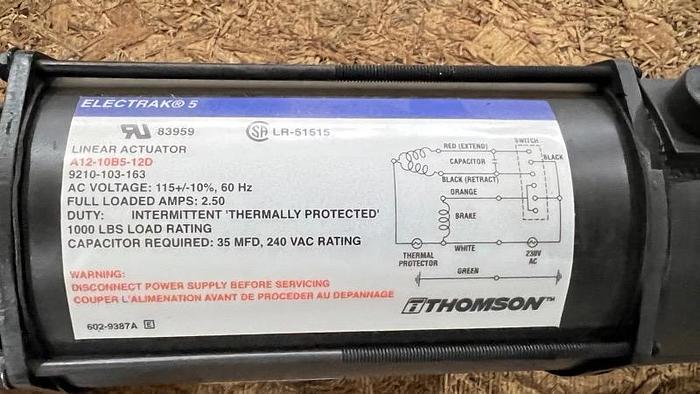 ELECTRAK® 5
83959 LR-51515
LINEAR ACTUATOR
A12-10B5-12D
9210-103-163
AC VOLTAGE: 115+/-10%, 60 Hz
FULL LOADED AMPS: 2.50
DUTY: INTERMITTENT 'THERMALLY PROTECTED'
1000 LBS LOAD RATING
CAPACITOR REQUIRED: 35 MFD, 240 VAC RATING
WARNING:
DISCONNECT POWER SUPPLY BEFORE SERVICING
COUPER L'ALIMENATION AVANT DE PROCEDER AU DEPANNAGE
602-9387A E
SWITCH
RED (EXTEND)
CAPACITOR
BLACK
BLACK (RETRACT)
ORANGE
BRAKE
WHITE
THERMAL
PROTECTOR
230V
AC
GREEN
THOMSON™